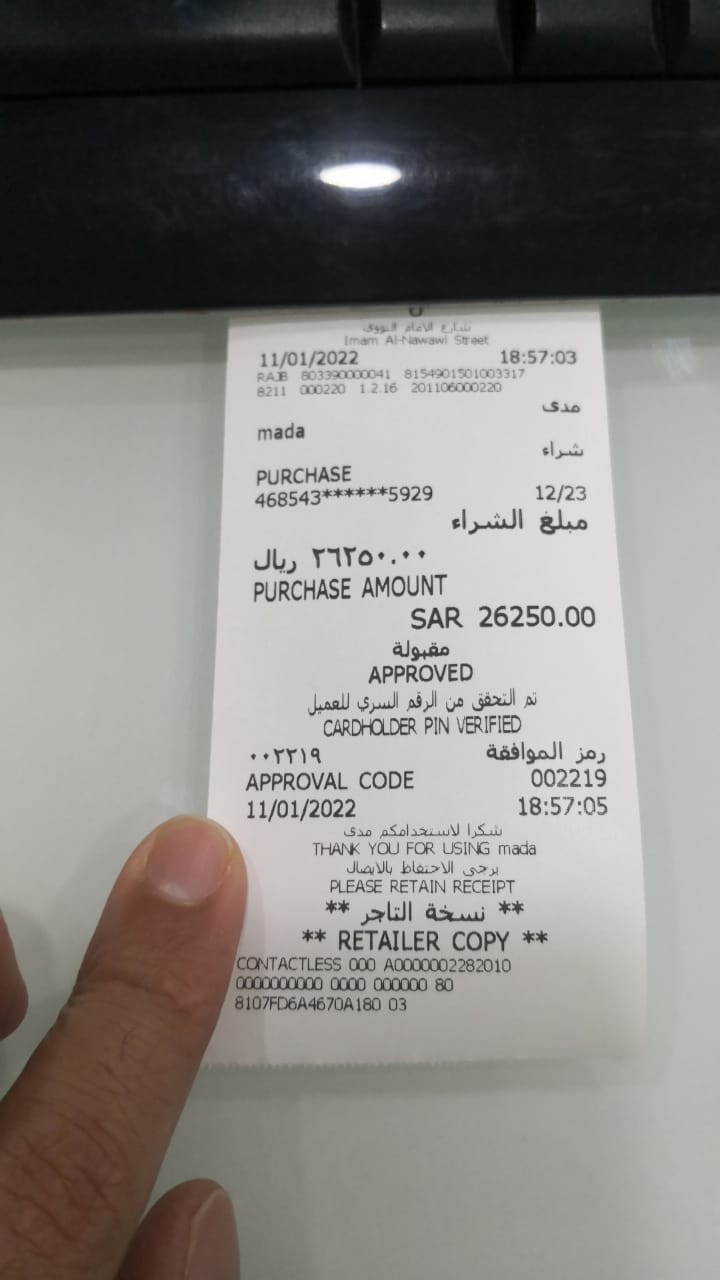 شارع الامام النووي
Imam Al-Nawawi Street
11/01/2022 18:57:03
RAJB 803390000041 8154901501003317
8211 000220 1.2.16 201106000220
مدى
mada
شراء
PURCHASE
468543******5929 12/23
مبلغ الشراء
٢٦٢٥٠.٠٠ ريال
PURCHASE AMOUNT
SAR 26250.00
مقبولة
APPROVED
تم التحقق من الرقم السري للعميل
CARDHOLDER PIN VERIFIED
رمز الموافقة ٠٠٢٢١٩
APPROVAL CODE 002219
11/01/2022 18:57:05
شكرا لاستخدامكم مدى
THANK YOU FOR USING mada
يرجى الاحتفاظ بالايصال
PLEASE RETAIN RECEIPT
** نسخة التاجر **
** RETAILER COPY **
CONTACTLESS 000 A0000002282010
0000000000 0000 000000 80
8107FD6A4670A180 03